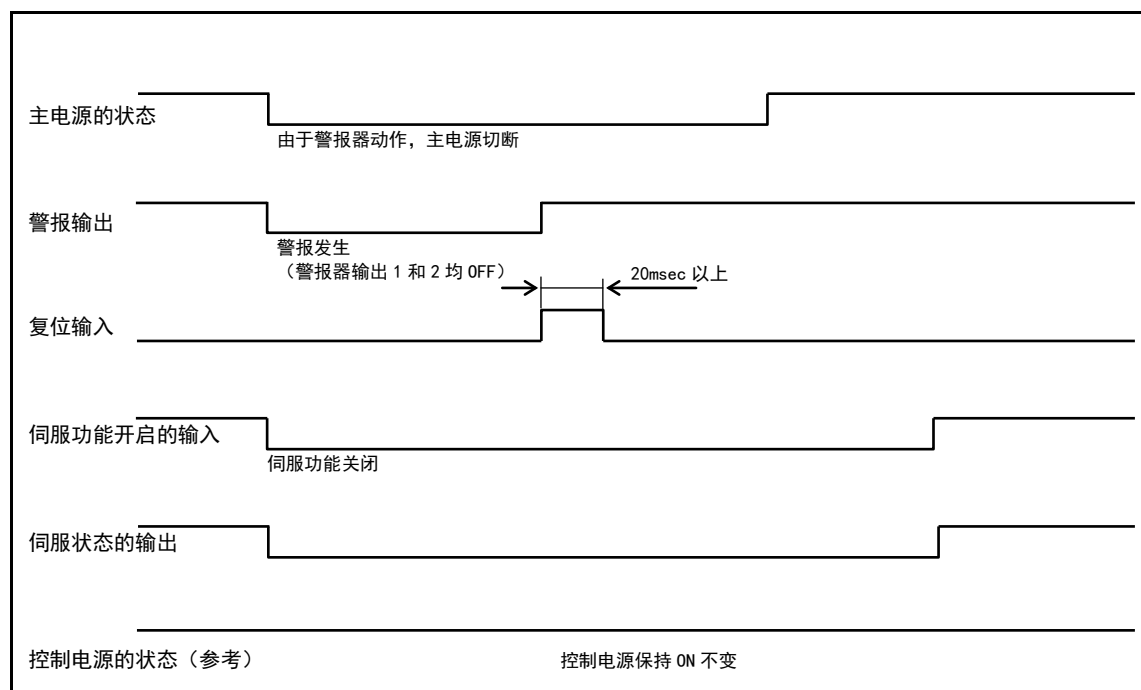 主电源的状态
由于警报器动作，主电源切断
警报输出
警报发生
（警报器输出 1 和 2 均 OFF）
20msec 以上
复位输入
伺服功能开启的输入
伺服功能关闭
伺服状态的输出
控制电源的状态（参考）
控制电源保持 ON 不变